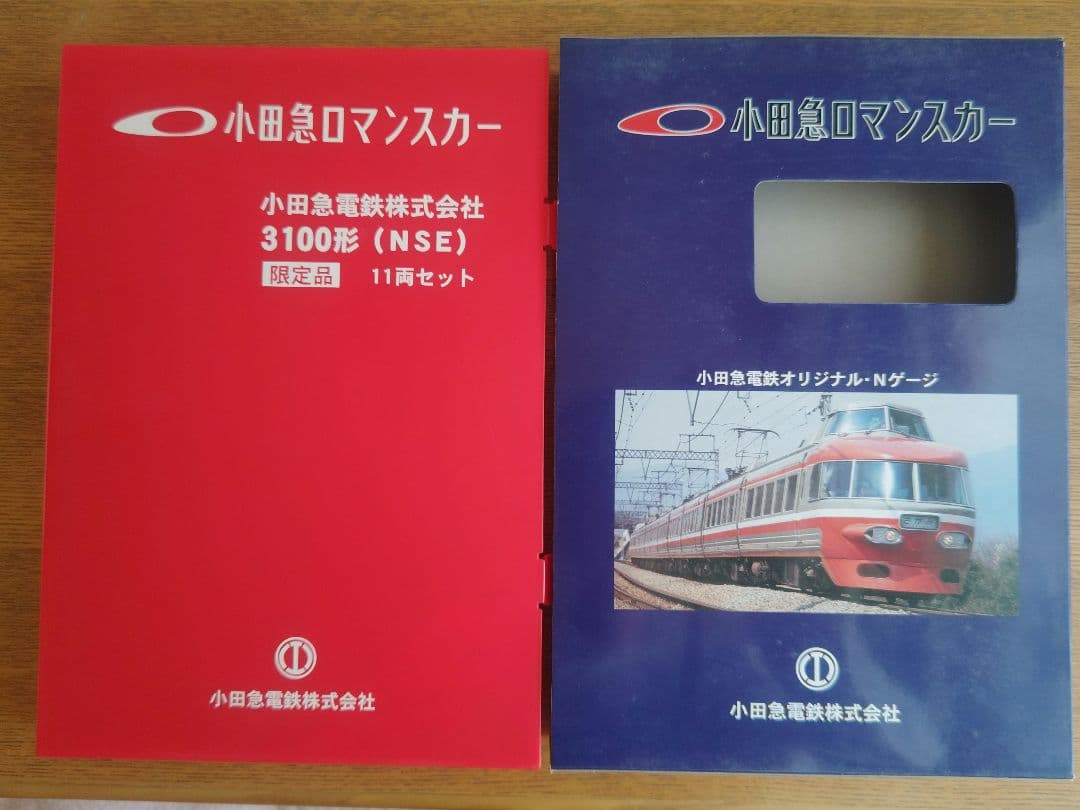 小田急ロマンスカー
小田急電鉄株式会社
3100形（NSE）
限定品 11両セット
小田急電鉄株式会社
小田急ロマンスカー
小田急電鉄オリジナル・Nゲージ
小田急電鉄株式会社